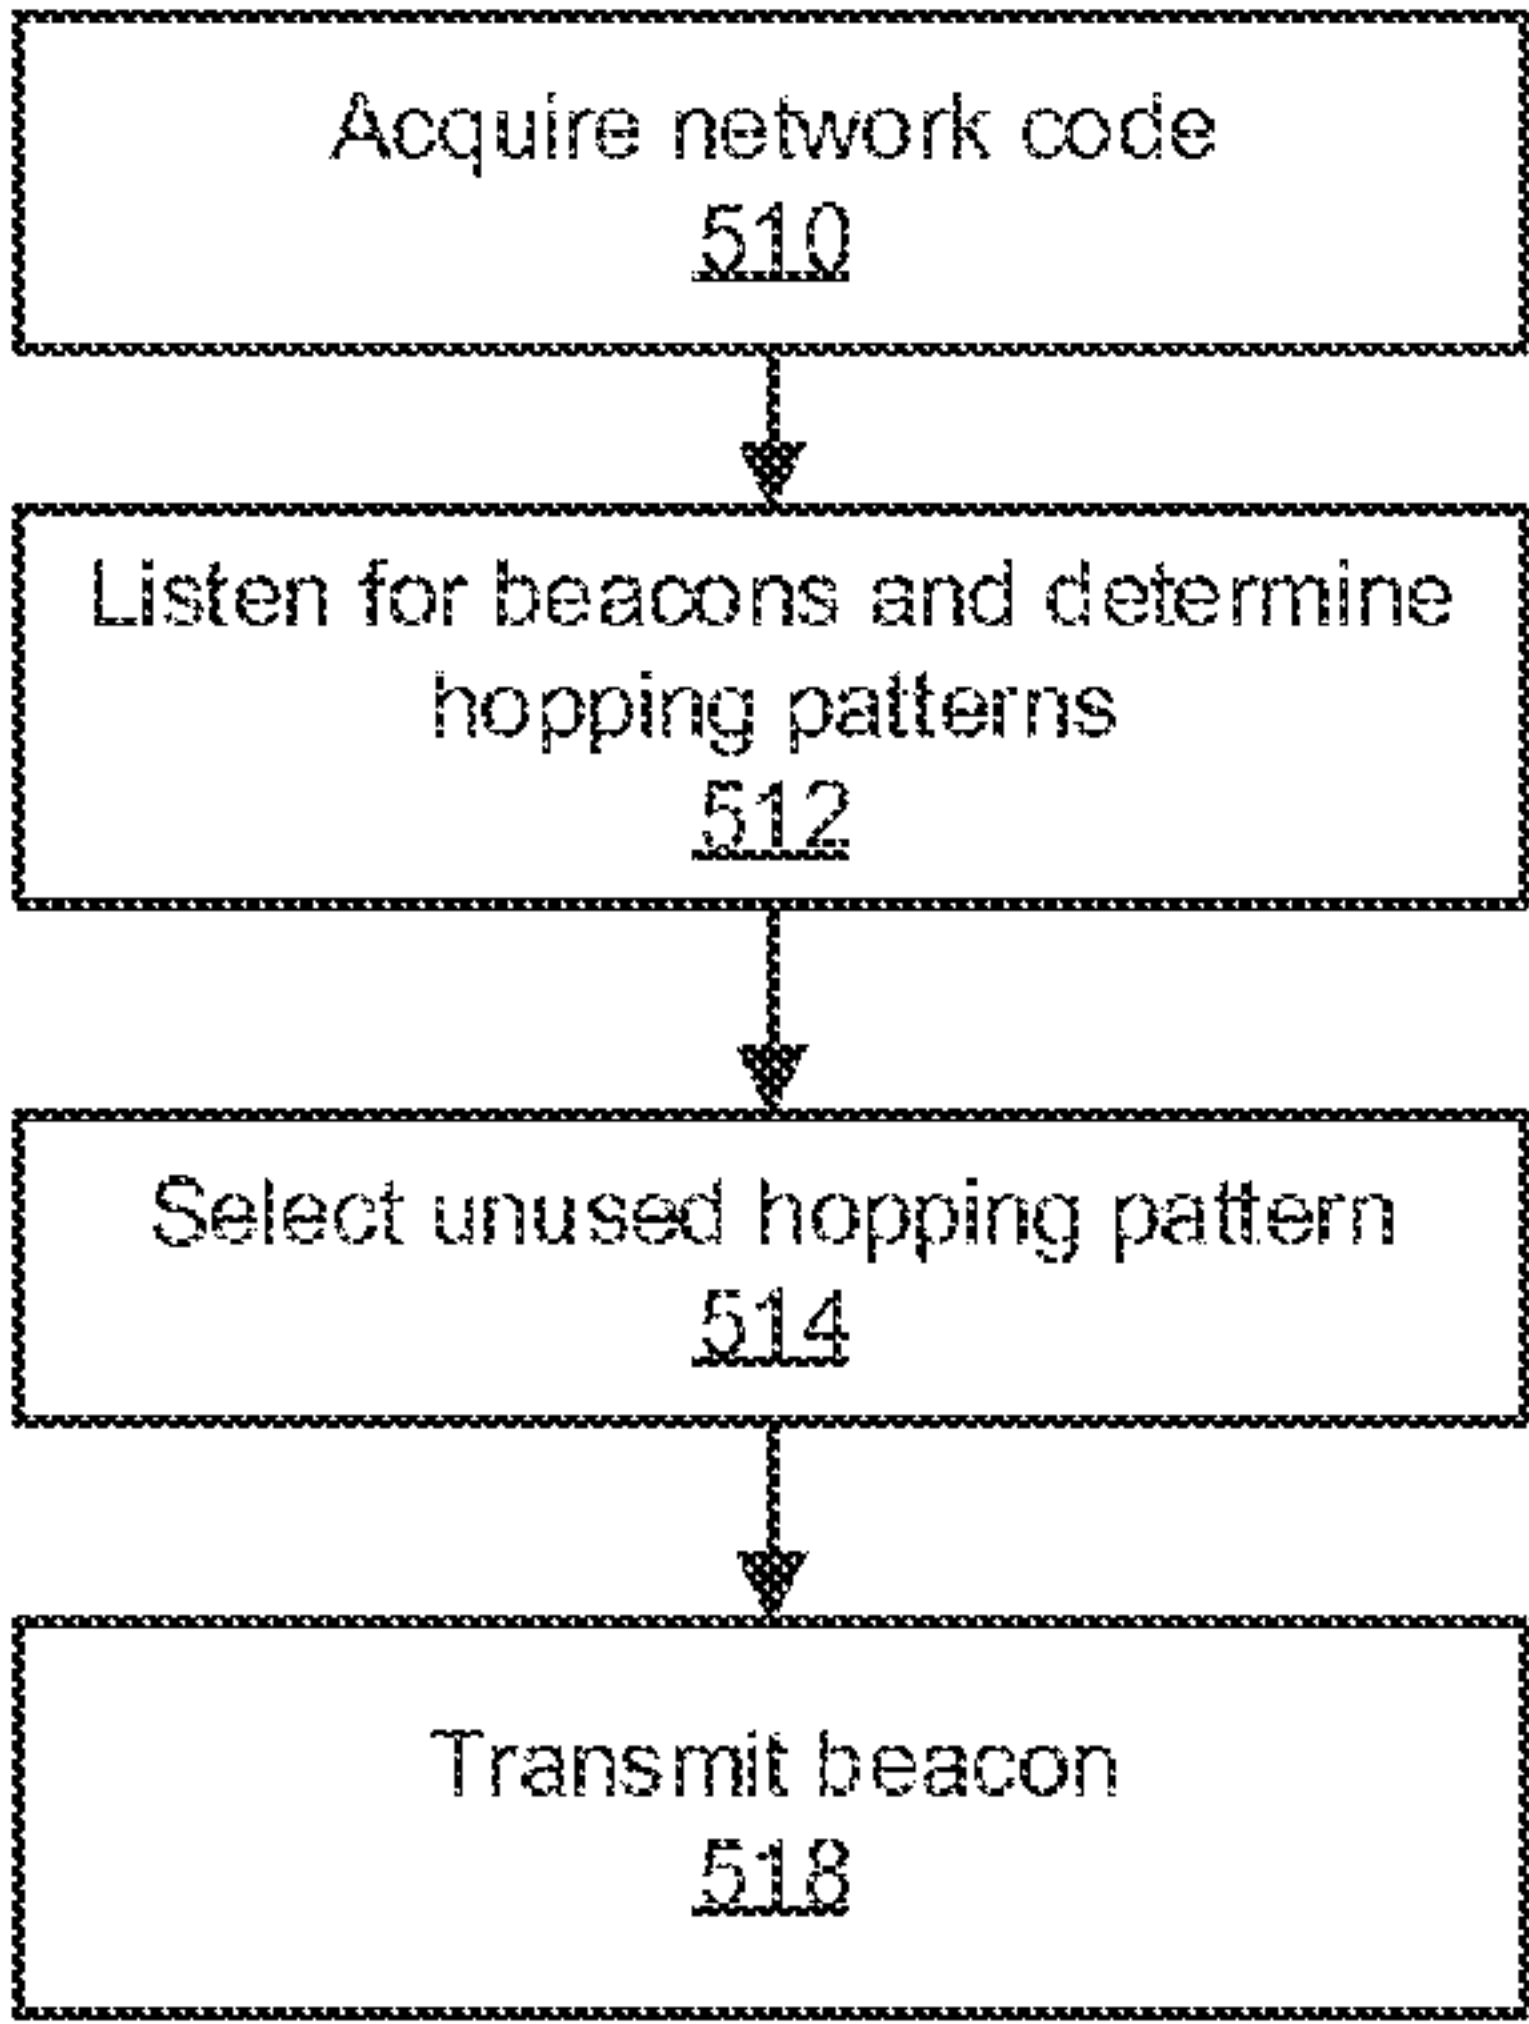 Acquire network code
510
Listen for beacons and determine
hopping patterns
512
Select unused hopping pattern
514
Transmit beacon
518